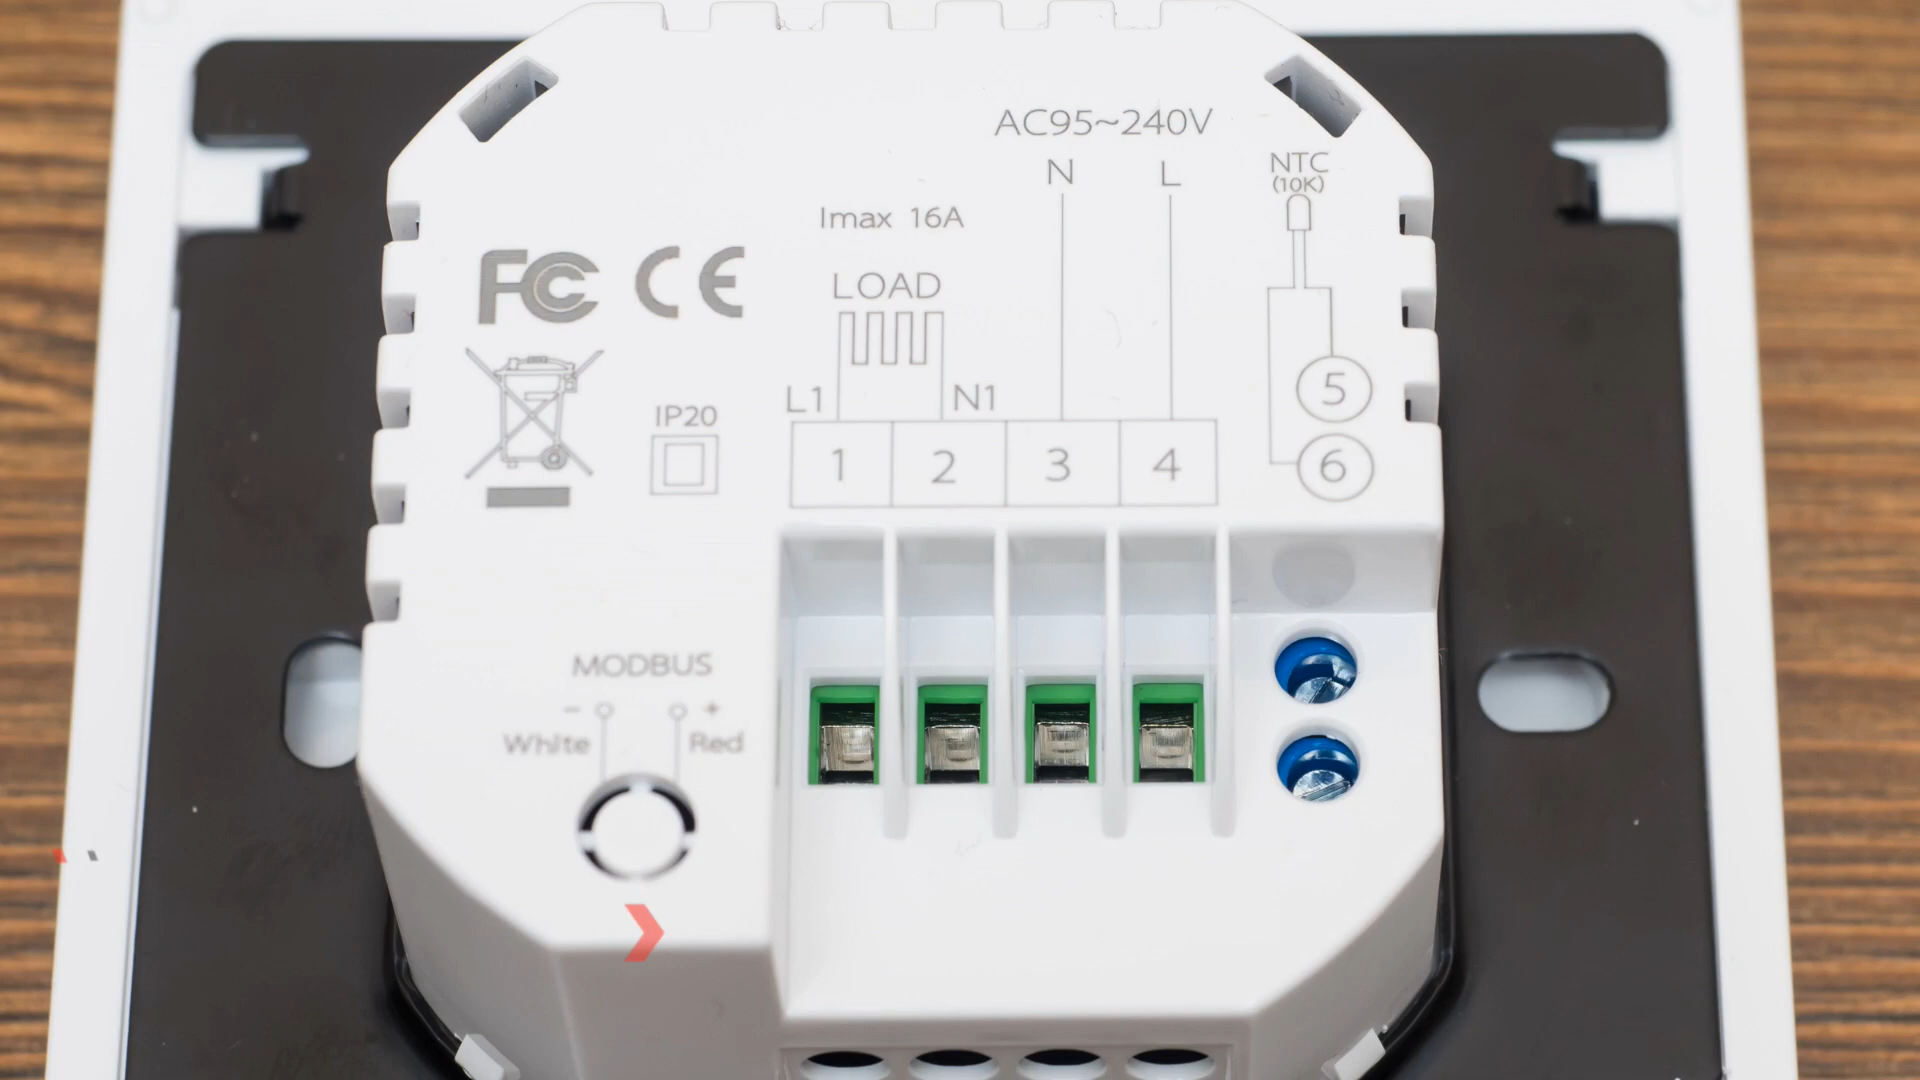 AC95~240V
N L
NTC
(10K)
Imax 16A
FC CE
LOAD
L1 N1
IP20
1 2 3 4
5
6
MODBUS
− +
White Red